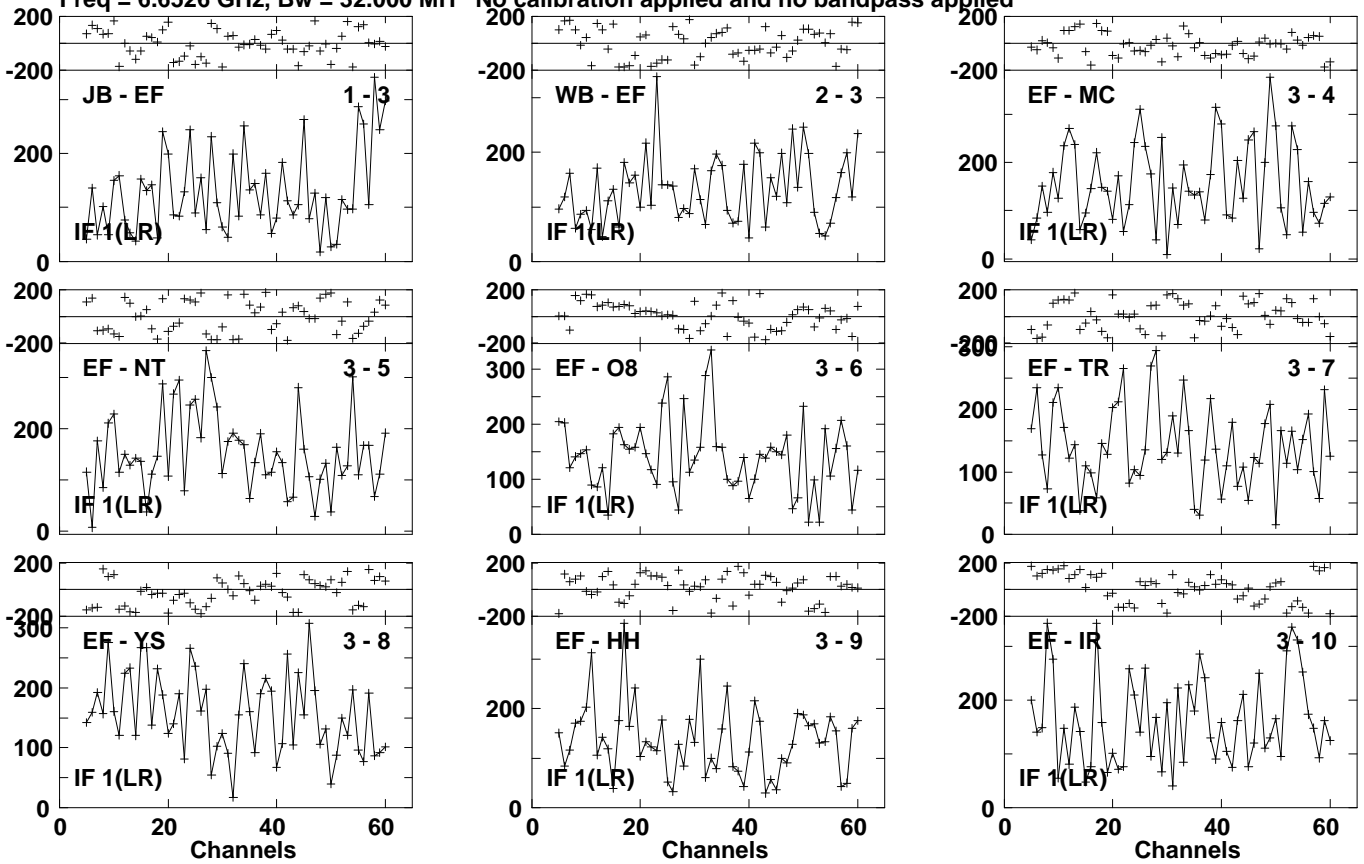 Freq = 6.6526 GHz, Bw = 32.000 MH No calibration applied and no bandpass applied
200
-200
JB - EF 1 - 3
200
IF 1(LR)
0
200
-200
WB - EF 2 - 3
200
IF 1(LR)
0
200
-200
EF - MC 3 - 4
200
IF 1(LR)
0
200
-200
EF - NT 3 - 5
200
IF 1(LR)
0
200
-200
EF - O8 3 - 6
300
200
100
IF 1(LR)
0
200
-200
300
EF - TR 3 - 7
200
100
IF 1(LR)
0
200
-200
300
EF - YS 3 - 8
200
100
IF 1(LR)
0
0 20 40 60
Channels
200
-200
EF - HH 3 - 9
200
IF 1(LR)
0
0 20 40 60
Channels
200
-200
EF - IR 3 - 10
200
IF 1(LR)
0
0 20 40 60
Channels